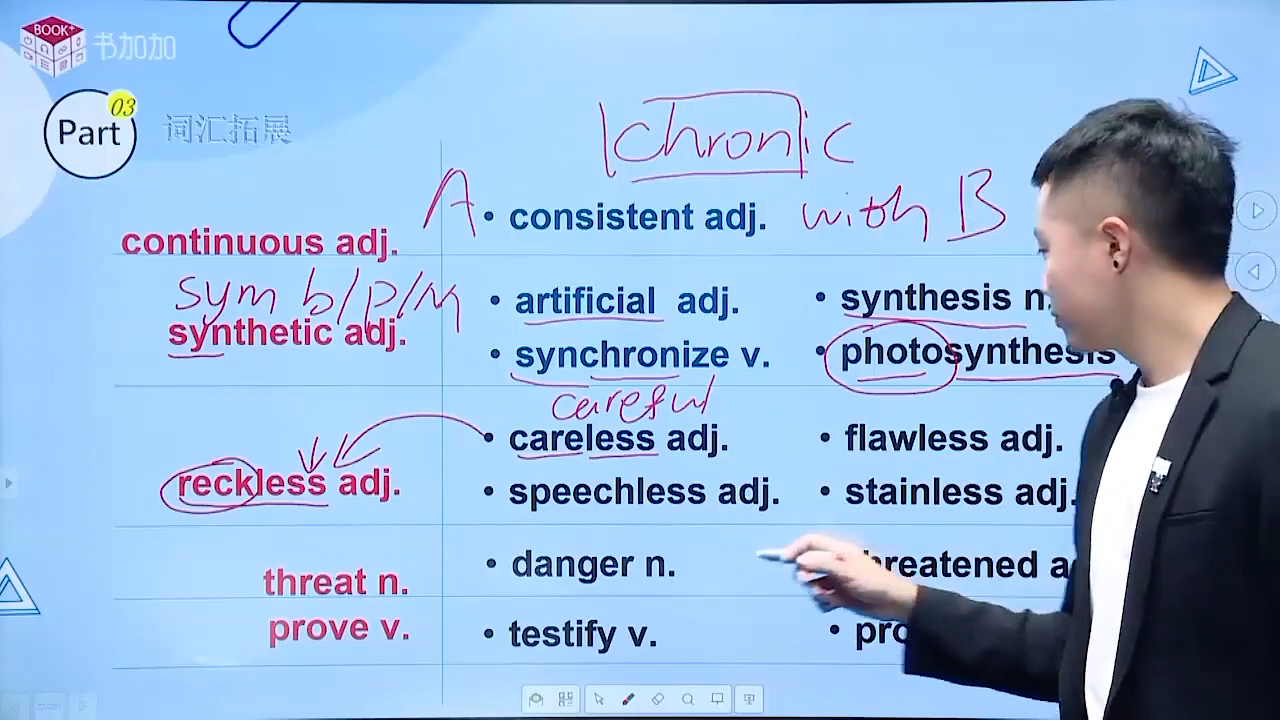 BOOK+
书加加
Part
03
词汇拓展
chronic
A • consistent adj. with B
continuous adj.
sym b/p/m
• artificial adj.
• synthesis n.
synthetic adj.
• synchronize v.
• photosynthesis
careful
• careless adj.
• flawless adj.
reckless adj.
• speechless adj.
• stainless adj.
• danger n.
threatened a
threat n.
prove v.
• testify v.
• pro